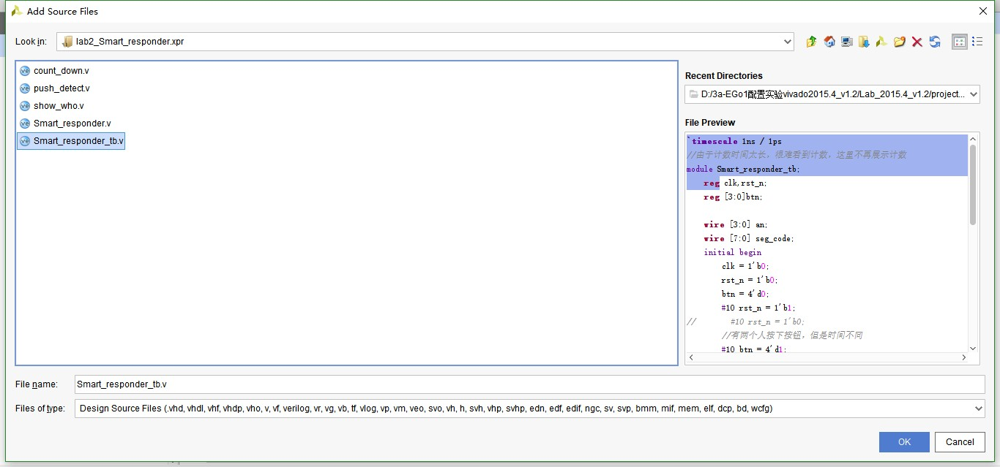 Add Source Files
Look in: lab2_Smart_responder.xpr
count_down.v
push_detect.v
show_who.v
Smart_responder.v
Smart_responder_tb.v
Recent Directories
D:/3a-EGo1配置实验vivado2015.4_v1.2/Lab_2015.4_v1.2/project...
File Preview
`timescale 1ns / 1ps
//由于计数时间太长，很难看到计数，这里不再展示计数
module Smart_responder_tb;
reg clk,rst_n;
reg [3:0]btn;
wire [3:0] an;
wire [7:0] seg_code;
initial begin
clk = 1'b0;
rst_n = 1'b0;
btn = 4'd0;
#10 rst_n = 1'b1;
// #10 rst_n = 1'b0;
//有两个人按下按钮，但是时间不同
#10 btn = 4'd1;
File name: Smart_responder_tb.v
Files of type: Design Source Files (.vhd, vhdl, vhf, vhdp, vho, v, vf, verilog, vr, vg, vb, tf, vlog, vp, vm, veo, svo, vh, h, svh, vhp, svhp, edn, edf, edif, ngc, sv, svp, bmm, mif, mem, elf, dcp, bd, wcfg)
OK Cancel